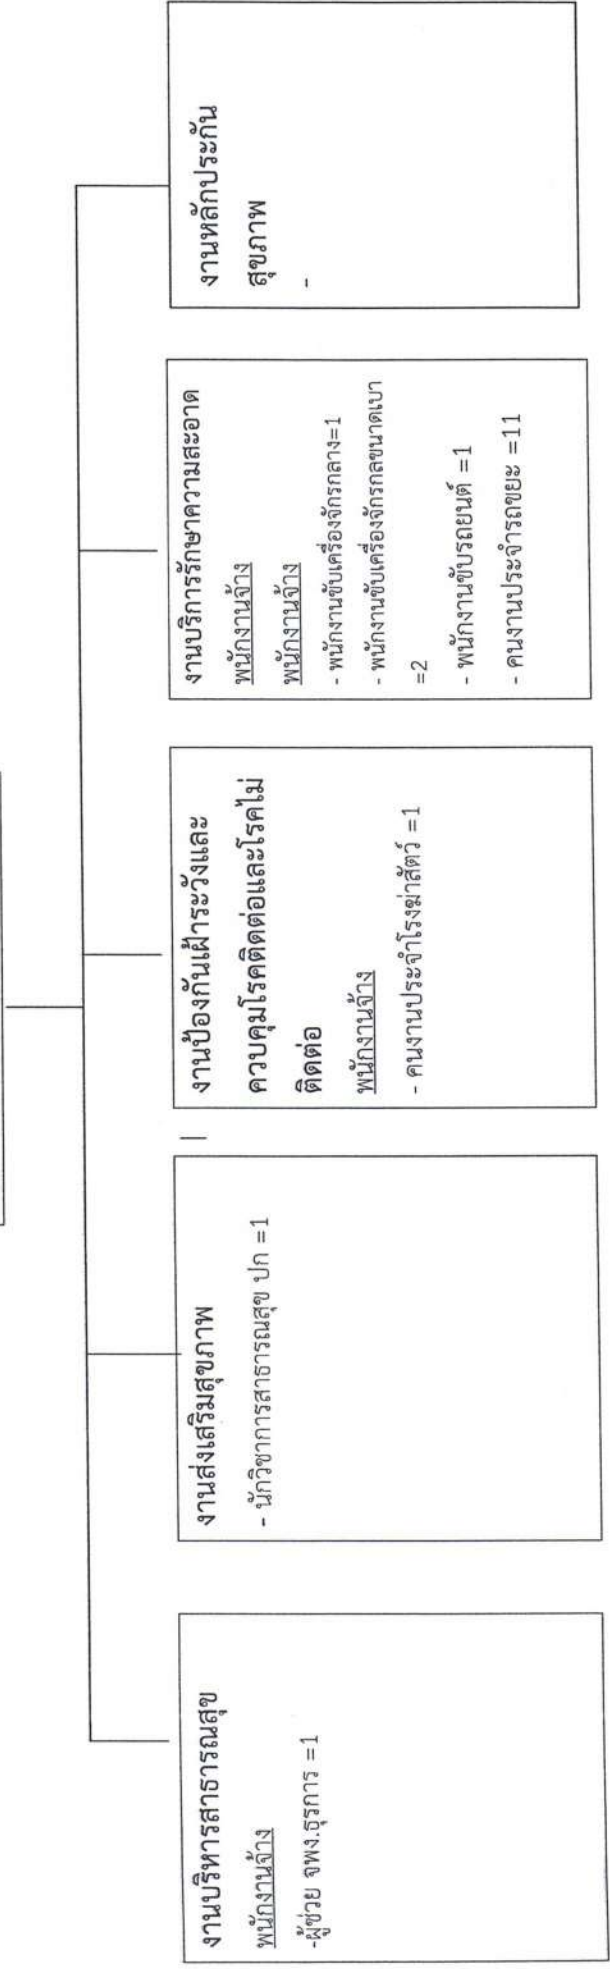 งานบริหารสาธารณสุข
พนักงานจ้าง
-ผู้ช่วย จพง.ธุรการ =1
งานส่งเสริมสุขภาพ
- นักวิชาการสาธารณสุข ปก =1
งานป้องกันเฝ้าระวังและ
ควบคุมโรคติดต่อและโรคไม่
ติดต่อ
พนักงานจ้าง
- คนงานประจำโรงฆ่าสัตว์ =1
งานบริการรักษาความสะอาด
พนักงานจ้าง
พนักงานจ้าง
- พนักงานขับเครื่องจักรกลาง=1
- พนักงานขับเครื่องจักรกลขนาดเบา
=2
- พนักงานขับรถยนต์ =1
- คนงานประจำรถขยะ =11
งานหลักประกัน
สุขภาพ
-